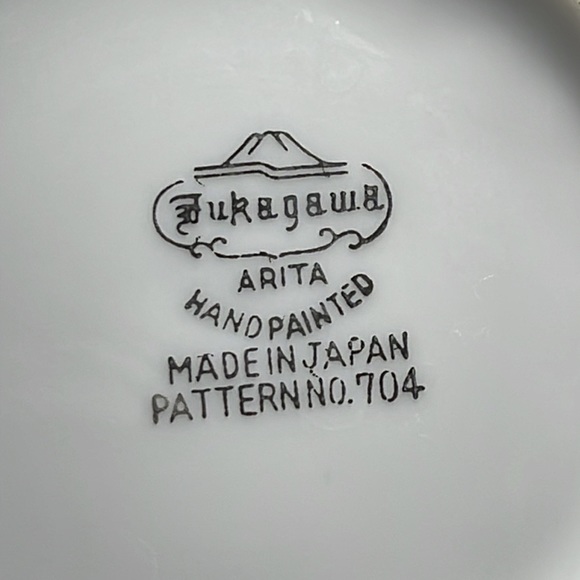 Fukagawa
ARITA
HANDPAINTED
MADE IN JAPAN
PATTERN NO. 704